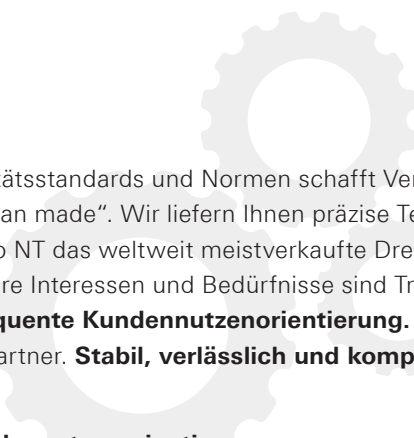 tätsstandards und Normen schafft Ver
an made“. Wir liefern Ihnen präzise Te
o NT das weltweit meistverkaufte Dre
re Interessen und Bedürfnisse sind Tr
quente Kundennutzenorientierung.
artner. Stabil, verlässlich und komp